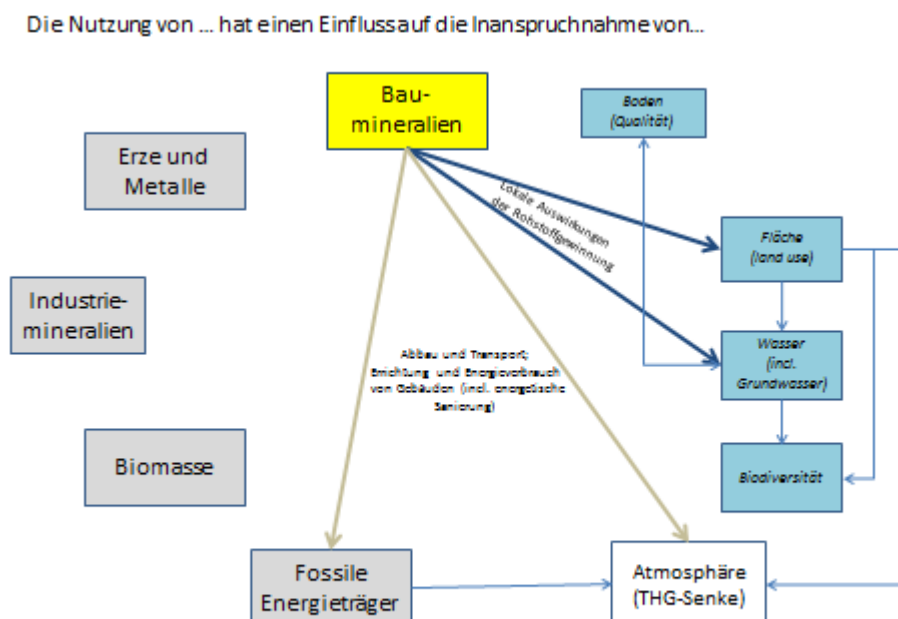 Die Nutzung von ... hat einen Einfluss auf die Inanspruchnahme von...
Bau-
mineralien
Boden
(Qualität)
Erze und
Metalle
Lokale Auswirkungen
der Rohstoffgewinnung
Fläche
(land use)
Industrie-
mineralien
Wasser
(incl.
Grundwasser)
Abbau und Transport;
Errichtung und Energieverbrauch
von Gebäuden (incl. energetische
Sanierung)
Biomasse
Biodiversität
Fossile
Energieträger
Atmosphäre
(THG-Senke)